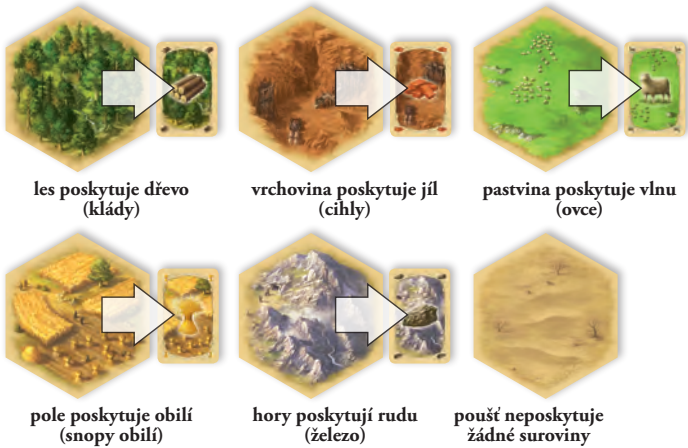 les poskytuje dřevo
(klády)
vrchovina poskytuje jíl
(cihly)
pastvina poskytuje vlnu
(ovce)
pole poskytuje obilí
(snopy obilí)
hory poskytují rudu
(železo)
poušť neposkytuje
žádné suroviny